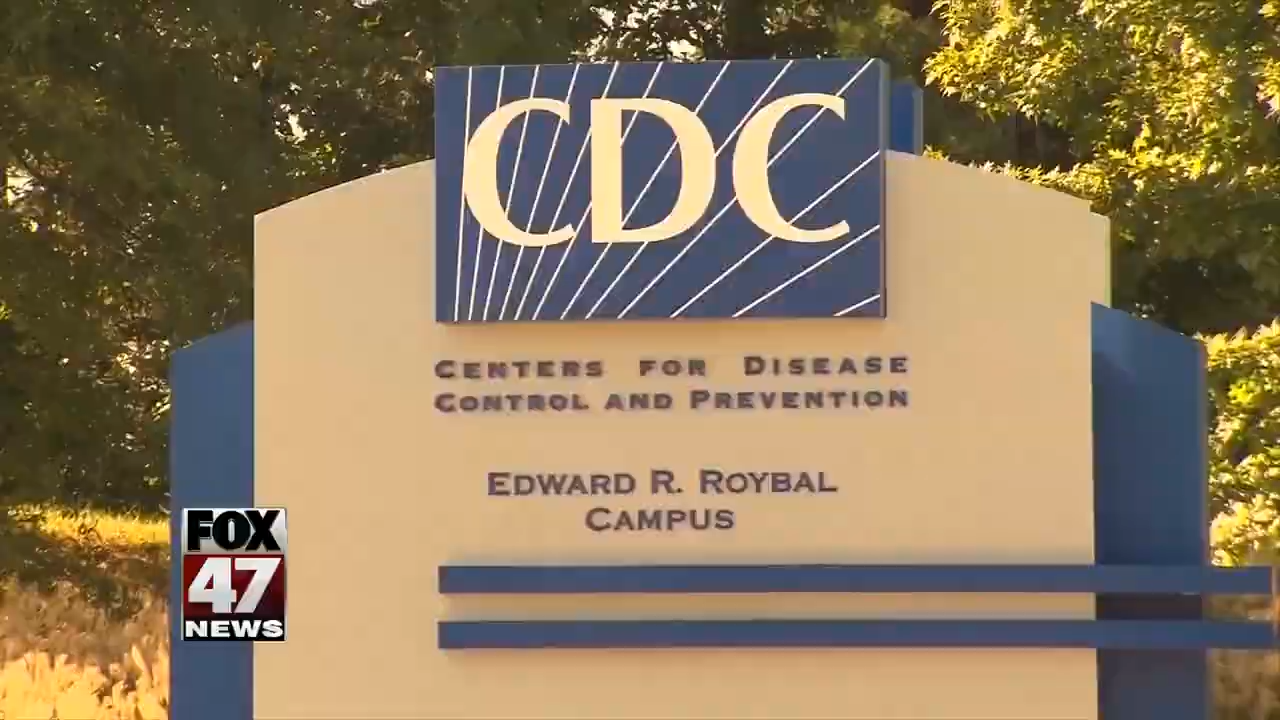 CDC
CENTERS FOR DISEASE
CONTROL AND PREVENTION
EDWARD R. ROYBAL
CAMPUS
FOX
47
NEWS